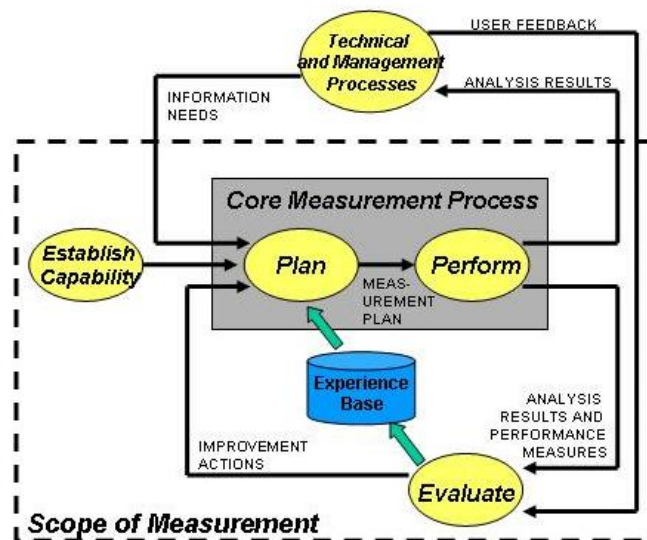 USER FEEDBACK
Technical
and Management
Processes
ANALYSIS RESULTS
INFORMATION
NEEDS
Core Measurement Process
Establish
Capability
Plan
Perform
MEAS-
UREMENT
PLAN
Experience
Base
ANALYSIS
RESULTS AND
PERFORMANCE
MEASURES
IMPROVEMENT
ACTIONS
Evaluate
Scope of Measurement